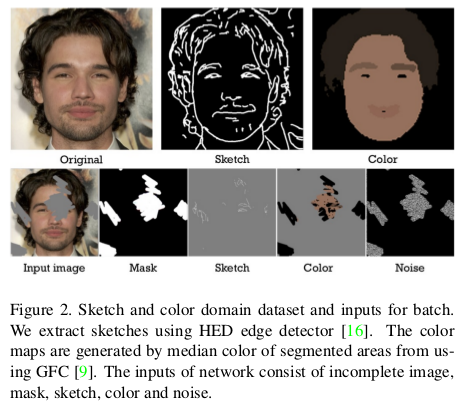 Original Sketch Color
Input image Mask Sketch Color Noise
Figure 2. Sketch and color domain dataset and inputs for batch.
We extract sketches using HED edge detector [16]. The color
maps are generated by median color of segmented areas from us-
ing GFC [9]. The inputs of network consist of incomplete image,
mask, sketch, color and noise.